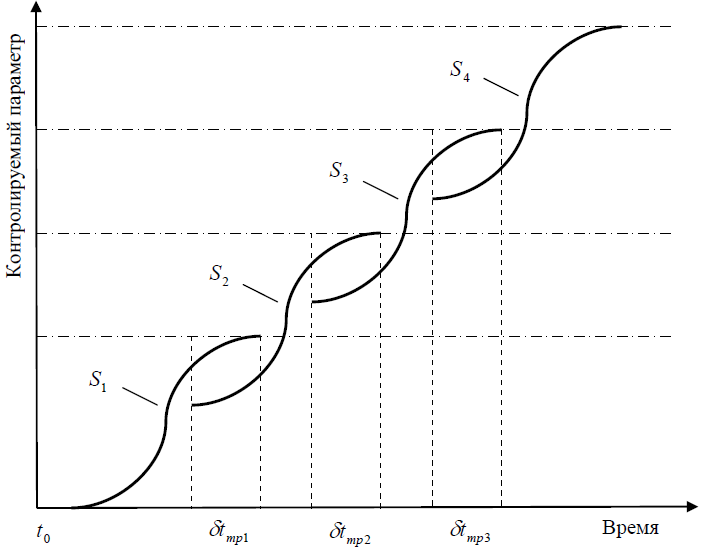 Контролируемый параметр
S₄
S₃
S₂
S₁
t₀
δtтр1
δtтр2
δtтр3
Время